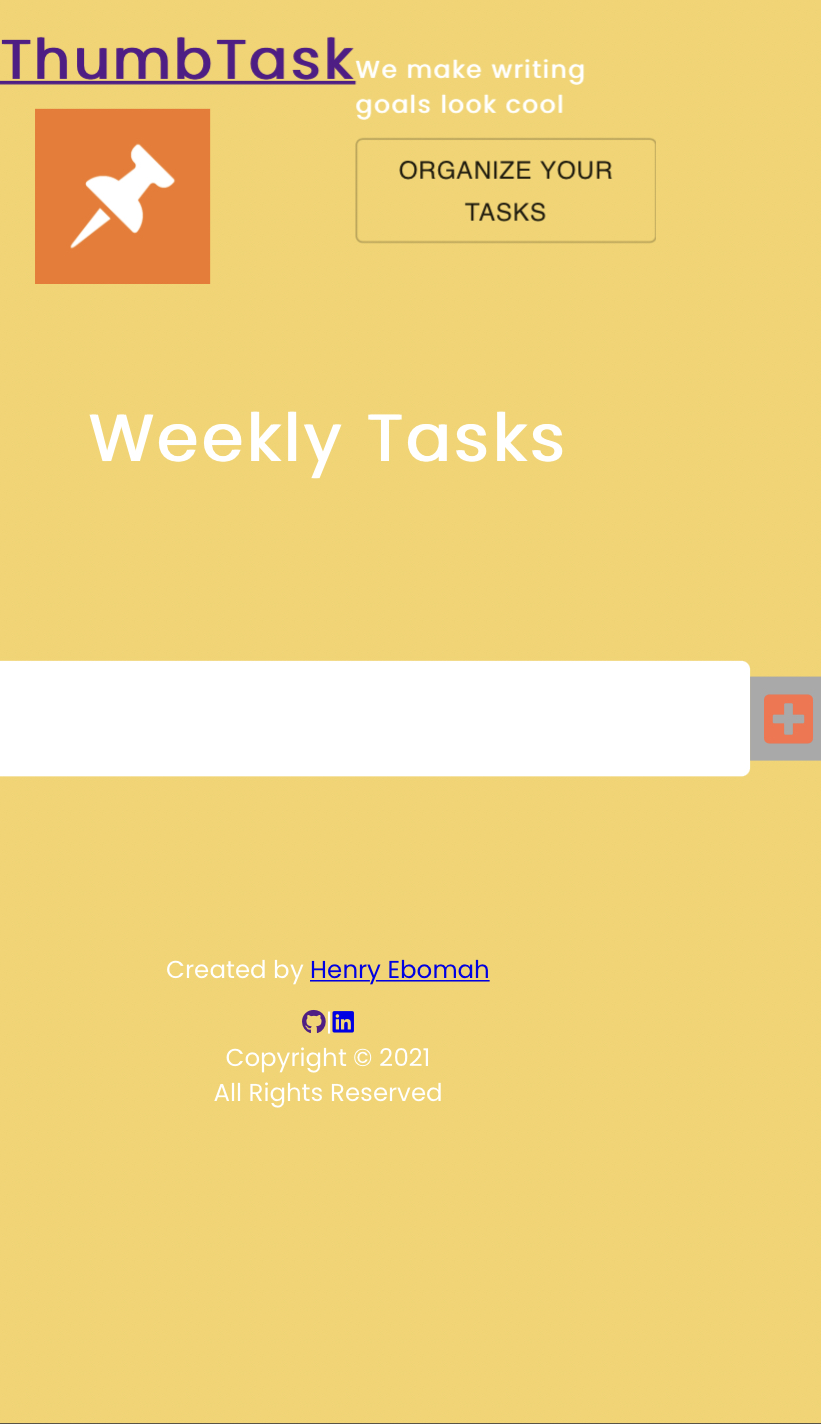 ThumbTask
We make writing
goals look cool
ORGANIZE YOUR
TASKS
Weekly Tasks
Created by Henry Ebomah
|
Copyright © 2021
All Rights Reserved